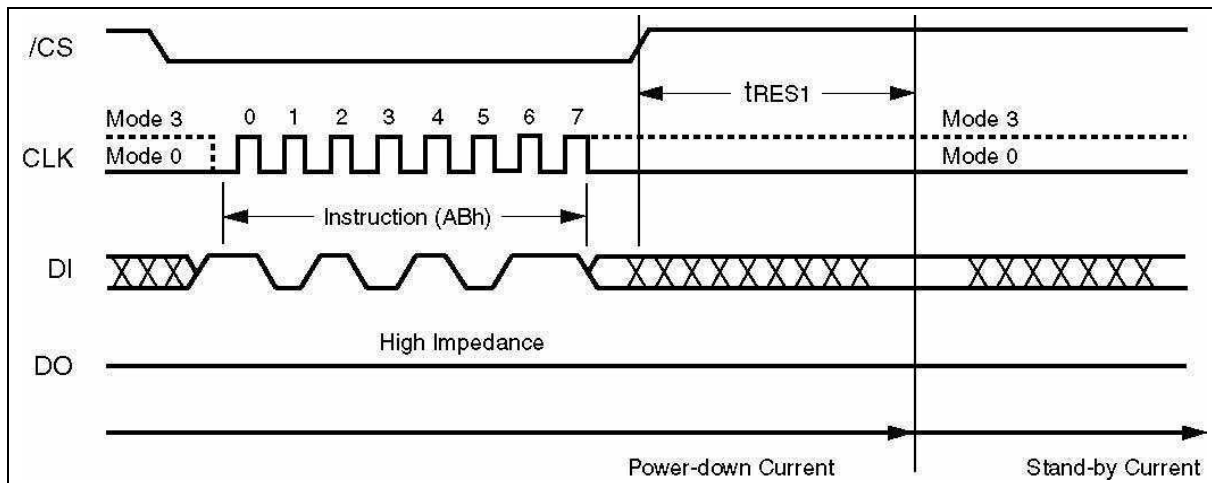 /CS
tRES1
Mode 3 0 1 2 3 4 5 6 7 Mode 3
CLK Mode 0 Mode 0
Instruction (ABh)
DI
High Impedance
DO
Power-down Current Stand-by Current